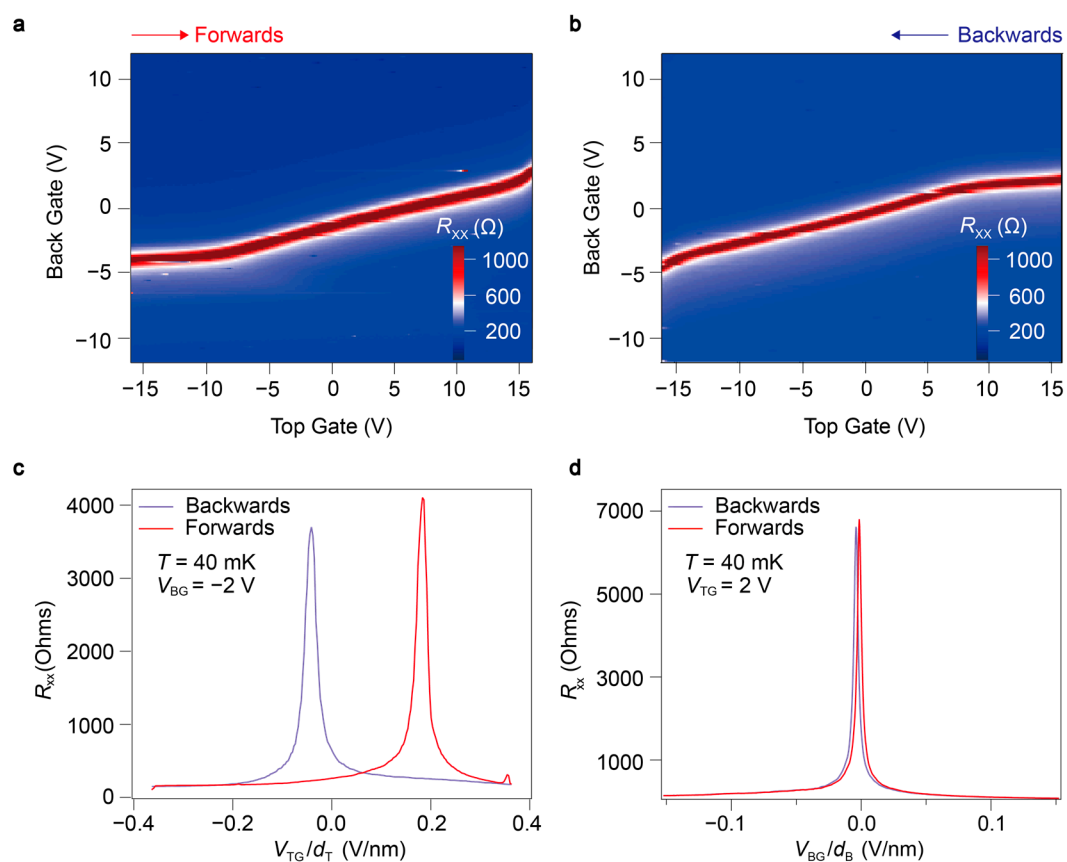 a
Forwards
10
5
0
−5
−10
Back Gate (V)
R_XX (Ω)
1000
600
200
−15 −10 −5 0 5 10 15
Top Gate (V)
b
Backwards
10
5
0
−5
−10
Back Gate (V)
R_XX (Ω)
1000
600
200
−15 −10 −5 0 5 10 15
Top Gate (V)
c
Backwards
Forwards
T = 40 mK
V_BG = −2 V
4000
3000
2000
1000
0
R_xx (Ohms)
−0.4 −0.2 0.0 0.2 0.4
V_TG/d_T (V/nm)
d
Backwards
Forwards
T = 40 mK
V_TG = 2 V
7000
5000
3000
1000
R_xx (Ohms)
−0.1 0.0 0.1
V_BG/d_B (V/nm)